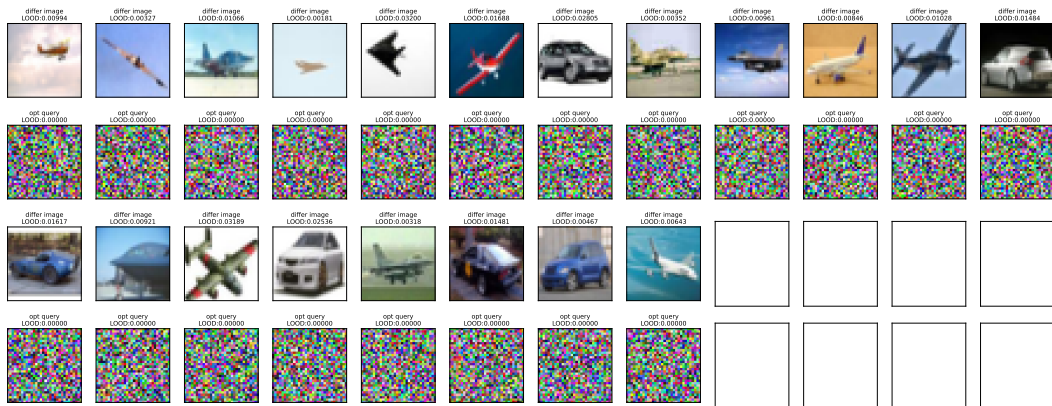 differ image differ image differ image differ image differ image differ image differ image differ image differ image differ image differ image differ image
LOOD:0.00994 LOOD:0.00327 LOOD:0.01066 LOOD:0.00181 LOOD:0.03200 LOOD:0.01688 LOOD:0.02805 LOOD:0.00352 LOOD:0.00961 LOOD:0.00846 LOOD:0.01028 LOOD:0.01484
opt query opt query opt query opt query opt query opt query opt query opt query opt query opt query opt query opt query
LOOD:0.00000 LOOD:0.00000 LOOD:0.00000 LOOD:0.00000 LOOD:0.00000 LOOD:0.00000 LOOD:0.00000 LOOD:0.00000 LOOD:0.00000 LOOD:0.00000 LOOD:0.00000 LOOD:0.00000
differ image differ image differ image differ image differ image differ image differ image differ image
LOOD:0.01617 LOOD:0.00921 LOOD:0.03189 LOOD:0.02536 LOOD:0.00318 LOOD:0.01481 LOOD:0.00467 LOOD:0.00643
opt query opt query opt query opt query opt query opt query opt query opt query
LOOD:0.00000 LOOD:0.00000 LOOD:0.00000 LOOD:0.00000 LOOD:0.00000 LOOD:0.00000 LOOD:0.00000 LOOD:0.00000